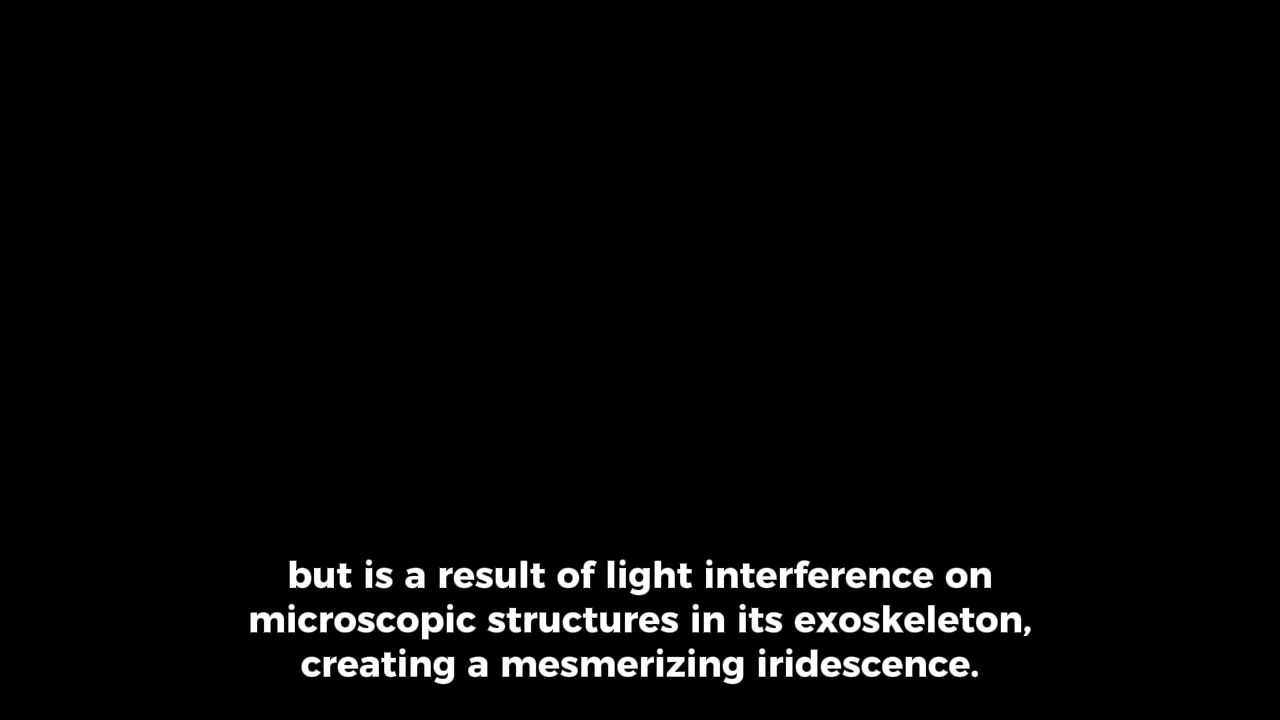 but is a result of light interference on
microscopic structures in its exoskeleton,
creating a mesmerizing iridescence.